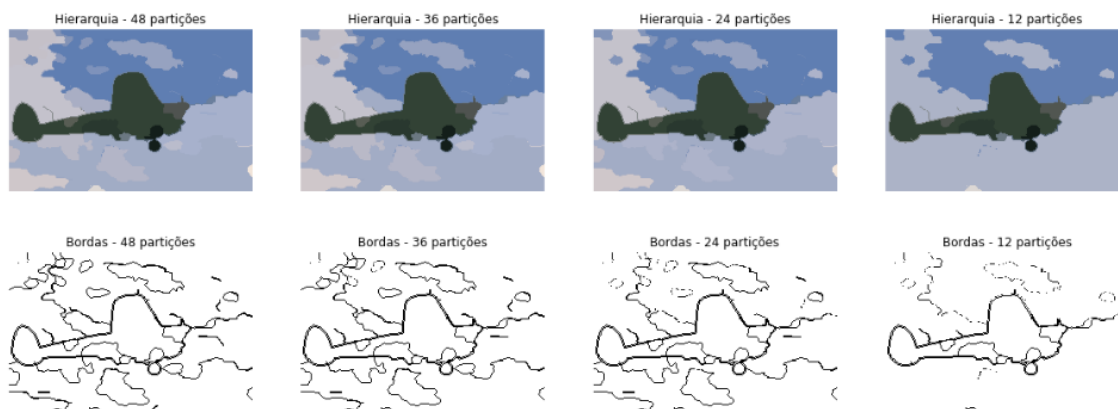 Hierarquia - 48 partições
Hierarquia - 36 partições
Hierarquia - 24 partições
Hierarquia - 12 partições
Bordas - 48 partições
Bordas - 36 partições
Bordas - 24 partições
Bordas - 12 partições